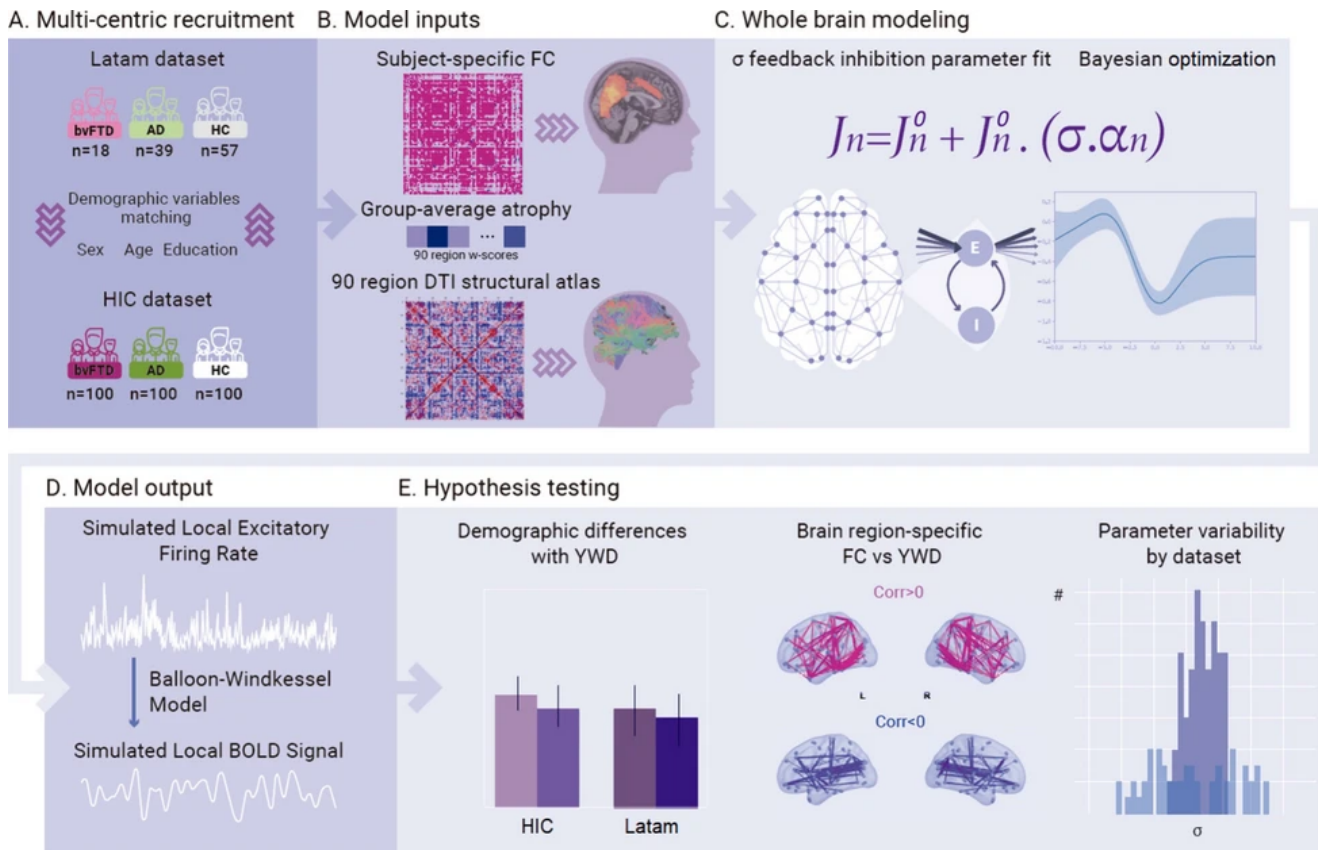 A. Multi-centric recruitment
Latam dataset
bvFTD AD HC
n=18 n=39 n=57
Demographic variables
matching
Sex Age Education
HIC dataset
bvFTD AD HC
n=100 n=100 n=100
B. Model inputs
Subject-specific FC
Group-average atrophy
...
90 region w-scores
90 region DTI structural atlas
C. Whole brain modeling
σ feedback inhibition parameter fit
Bayesian optimization
Jn=Jn⁰ + Jn⁰ . (σ.αn)
E
I
D. Model output
Simulated Local Excitatory
Firing Rate
Balloon-Windkessel
Model
Simulated Local BOLD Signal
E. Hypothesis testing
Demographic differences
with YWD
HIC Latam
Brain region-specific
FC vs YWD
Corr>0
L R
Corr<0
Parameter variability
by dataset
#
σ